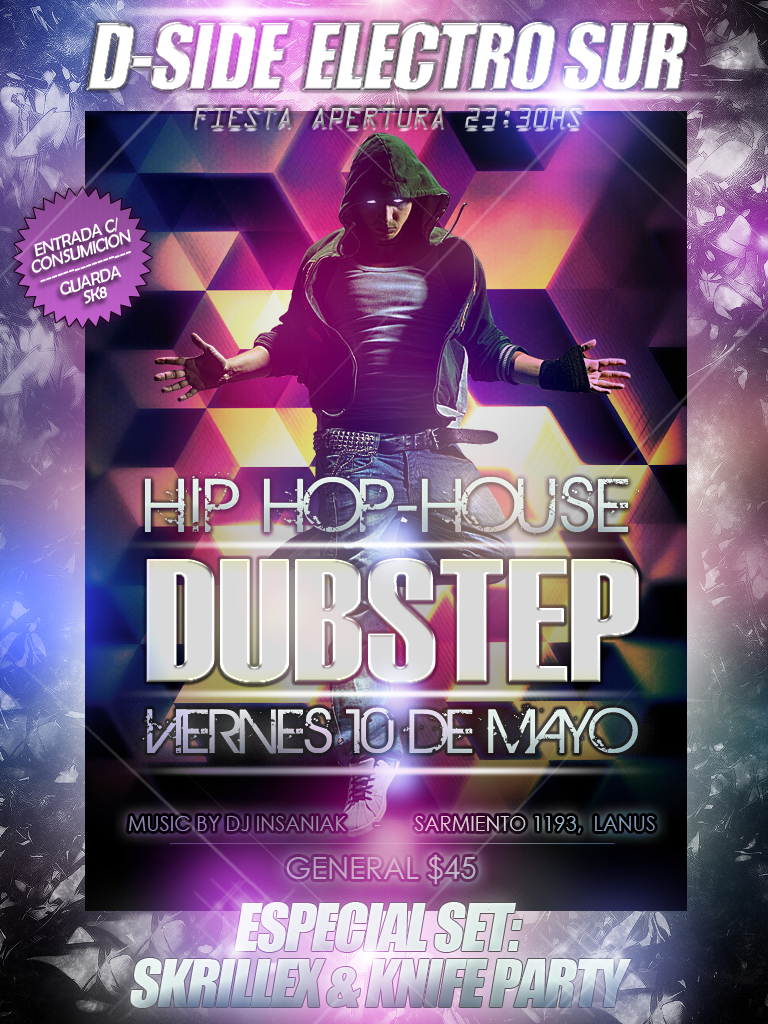 D-SIDE ELECTRO SUR
FIESTA APERTURA 23:30HS
ENTRADA C/
CONSUMICIÓN
GUARDA
SK8
HIP HOP-HOUSE
DUBSTEP
VIERNES 10 DE MAYO
MUSIC BY DJ INSANIAK - SARMIENTO 1193, LANUS
GENERAL $45
ESPECIAL SET:
SKRILLEX & KNIFE PARTY